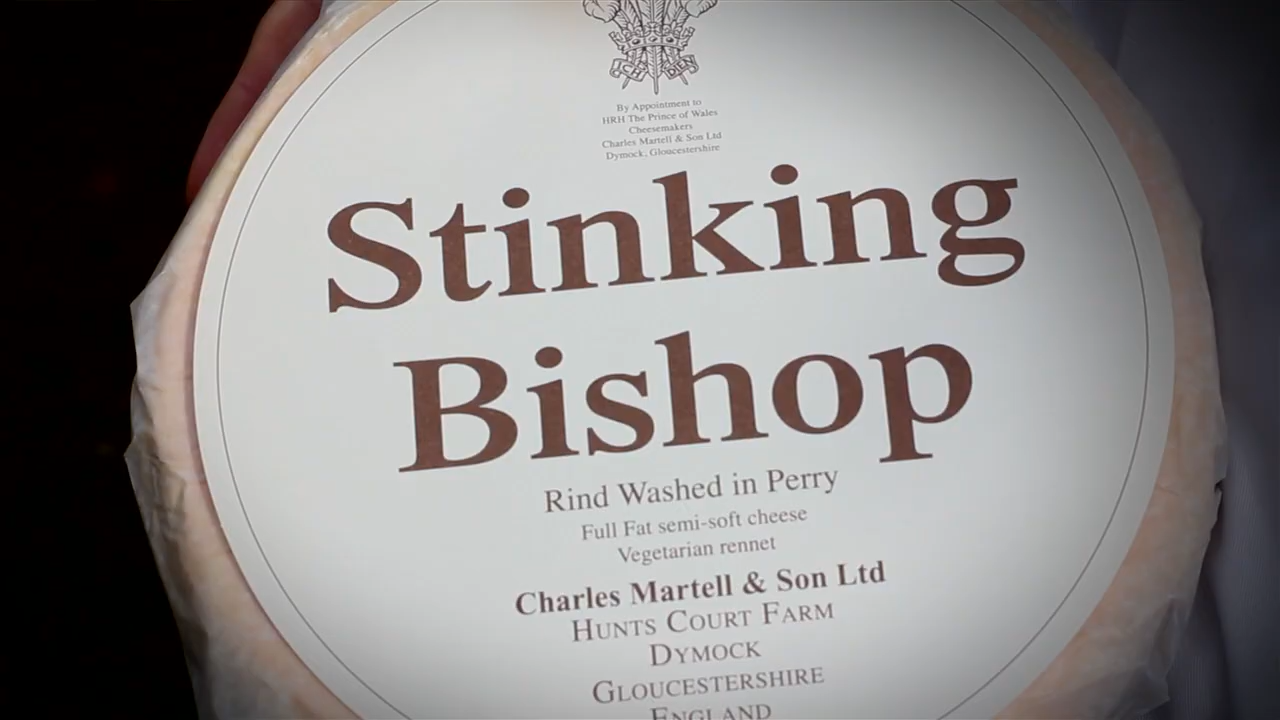 ICH DIEN
By Appointment to
HRH The Prince of Wales
Cheesemakers
Charles Martell & Son Ltd
Dymock, Gloucestershire
Stinking
Bishop
Rind Washed in Perry
Full Fat semi-soft cheese
Vegetarian rennet
Charles Martell & Son Ltd
HUNTS COURT FARM
DYMOCK
GLOUCESTERSHIRE
ENGLAND